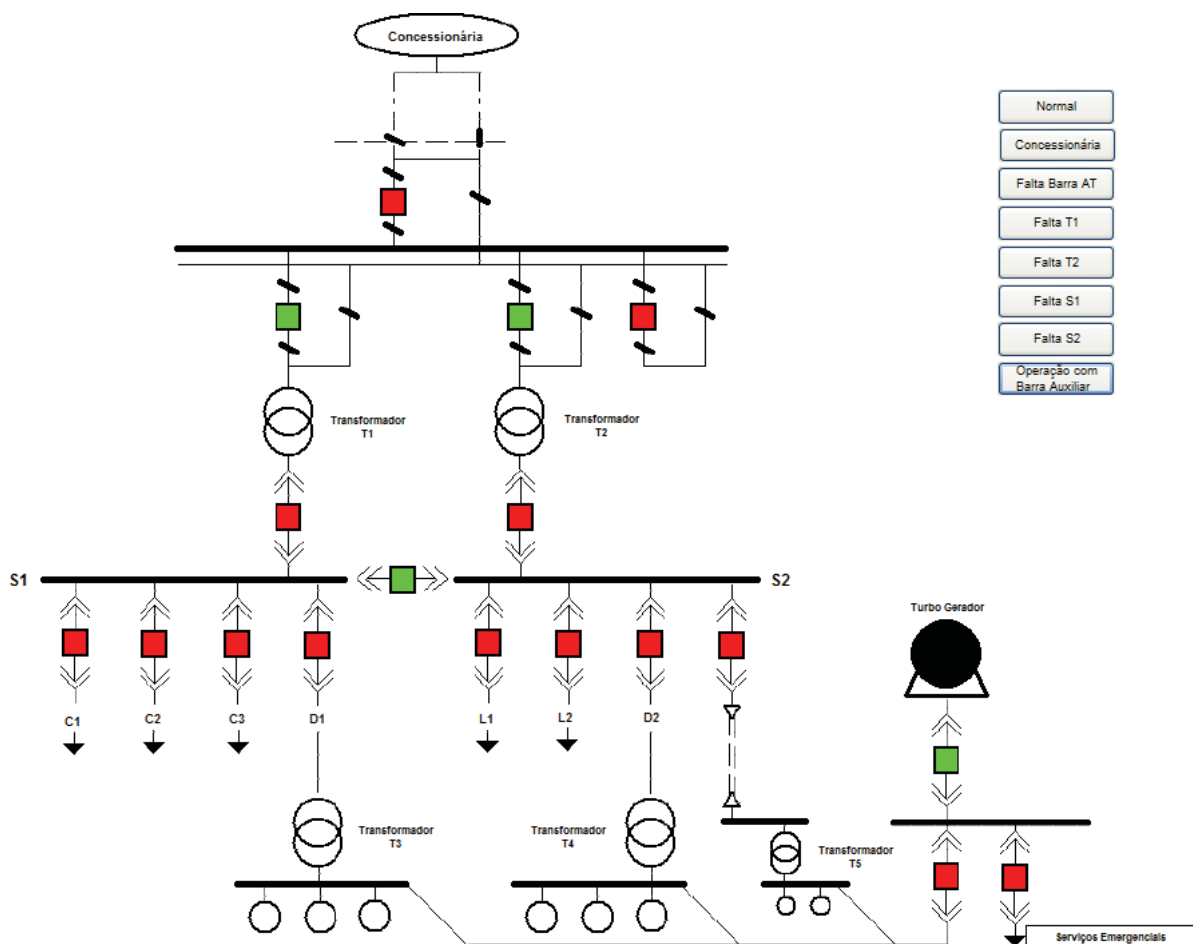 Concessionária
Normal
Concessionária
Falta Barra AT
Falta T1
Falta T2
Falta S1
Falta S2
Operação com
Barra Auxiliar
Transformador
T1
Transformador
T2
S1
S2
Turbo Gerador
C1
C2
C3
D1
L1
L2
D2
Transformador
T3
Transformador
T4
Transformador
T5
Serviços Emergenciais